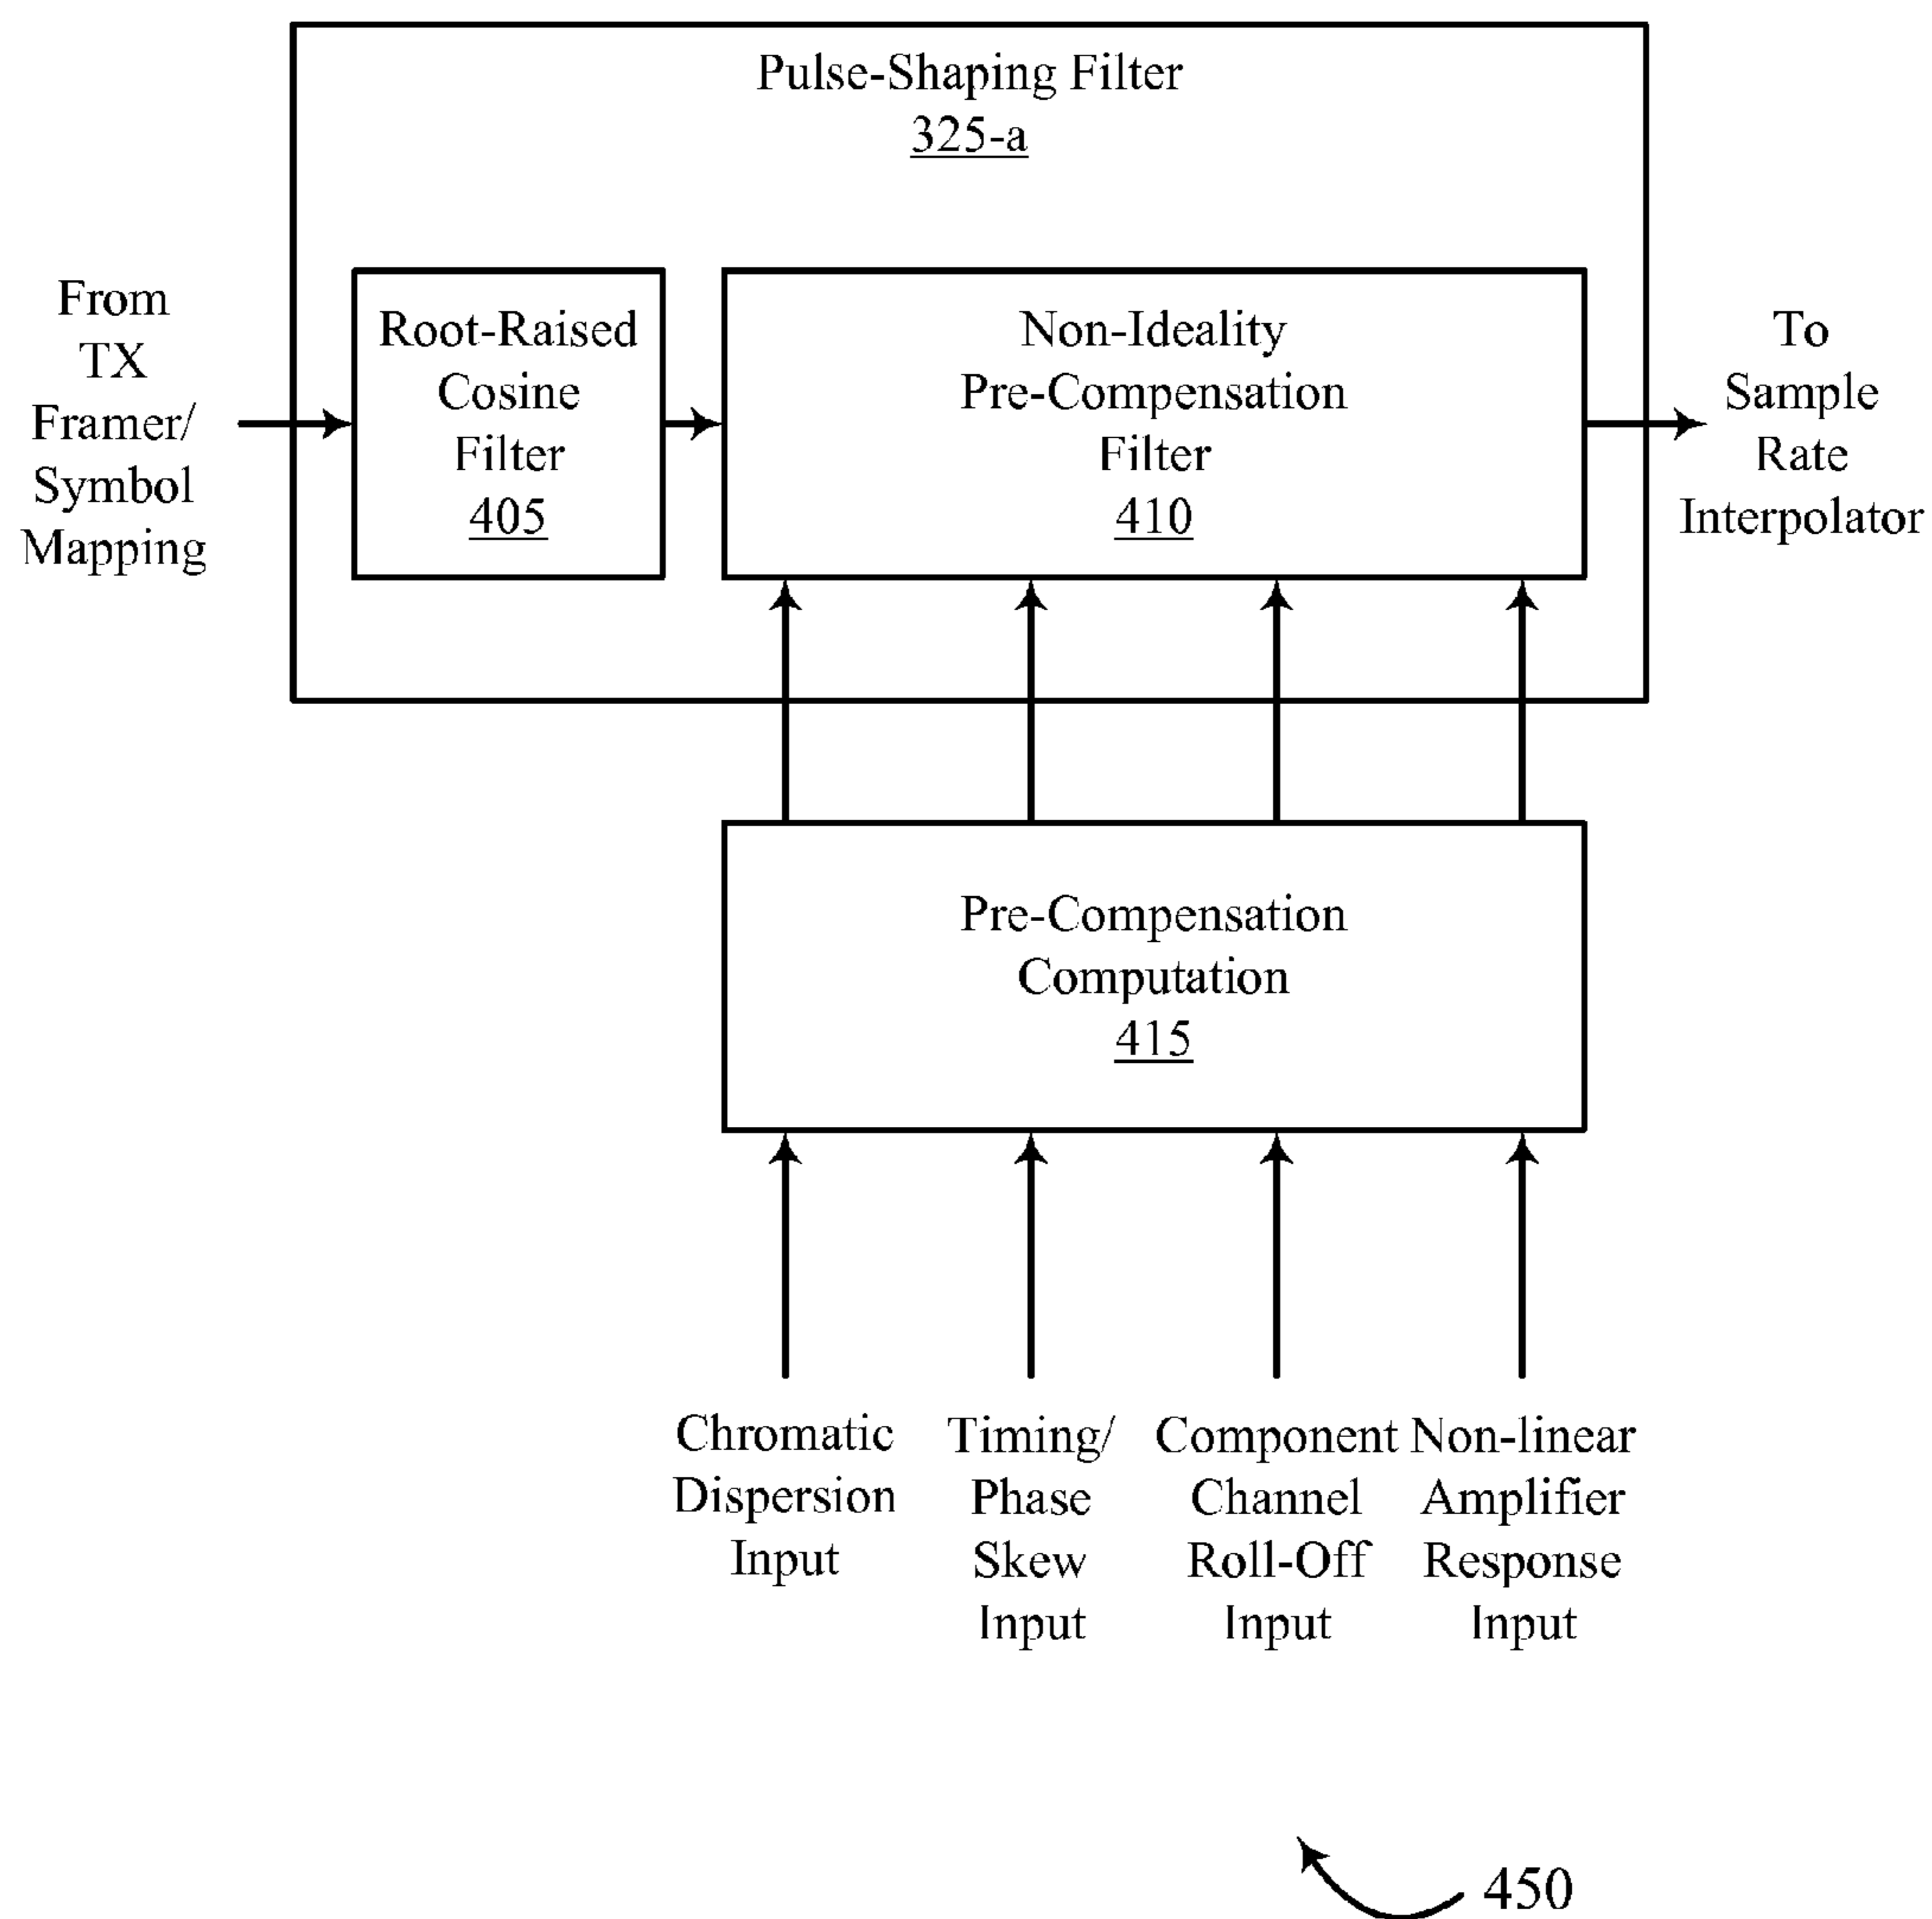 Pulse-Shaping Filter
325-a
From
TX
Framer/
Symbol
Mapping
Root-Raised
Cosine
Filter
405
Non-Ideality
Pre-Compensation
Filter
410
To
Sample
Rate
Interpolator
Pre-Compensation
Computation
415
Chromatic
Dispersion
Input
Timing/
Phase
Skew
Input
Component
Channel
Roll-Off
Input
Non-linear
Amplifier
Response
Input
450